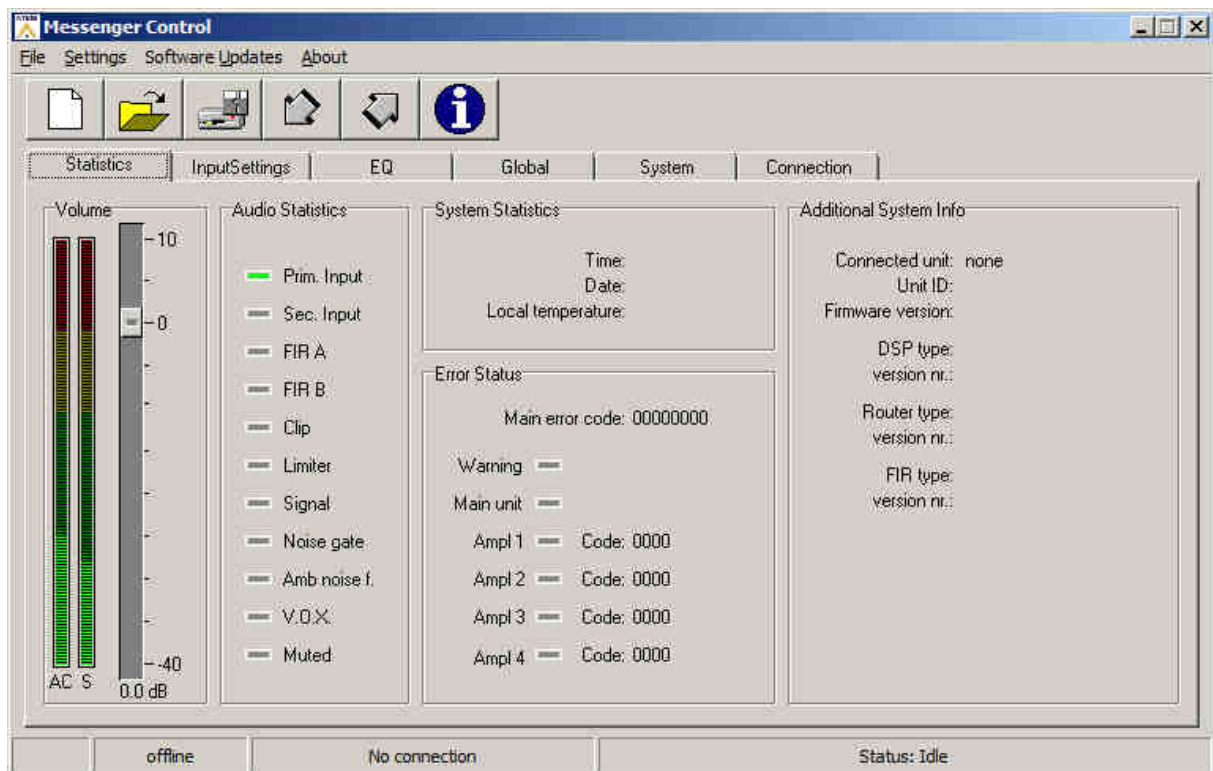 ATEIS
Messenger Control
File Settings Software Updates About
Statistics InputSettings EQ Global System Connection
Volume
10
0
-40
AC S
0.0 dB
Audio Statistics
Prim. Input
Sec. Input
FIR A
FIR B
Clip
Limiter
Signal
Noise gate
Amb noise f.
V.O.X.
Muted
System Statistics
Time:
Date:
Local temperature:
Error Status
Main error code: 00000000
Warning
Main unit
Ampl 1 Code: 0000
Ampl 2 Code: 0000
Ampl 3 Code: 0000
Ampl 4 Code: 0000
Additional System Info
Connected unit: none
Unit ID:
Firmware version:
DSP type:
version nr.:
Router type:
version nr.:
FIR type:
version nr.:
offline No connection Status: Idle